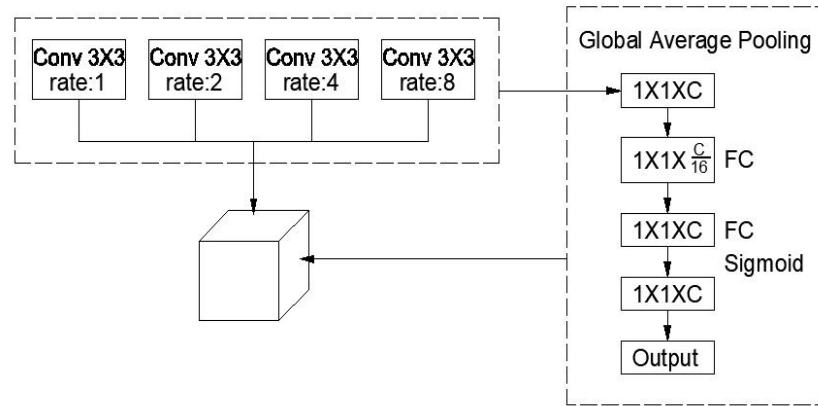 Conv 3X3
rate:1
Conv 3X3
rate:2
Conv 3X3
rate:4
Conv 3X3
rate:8
Global Average Pooling
1X1XC
1X1X C/16
FC
1X1XC
FC
Sigmoid
1X1XC
Output